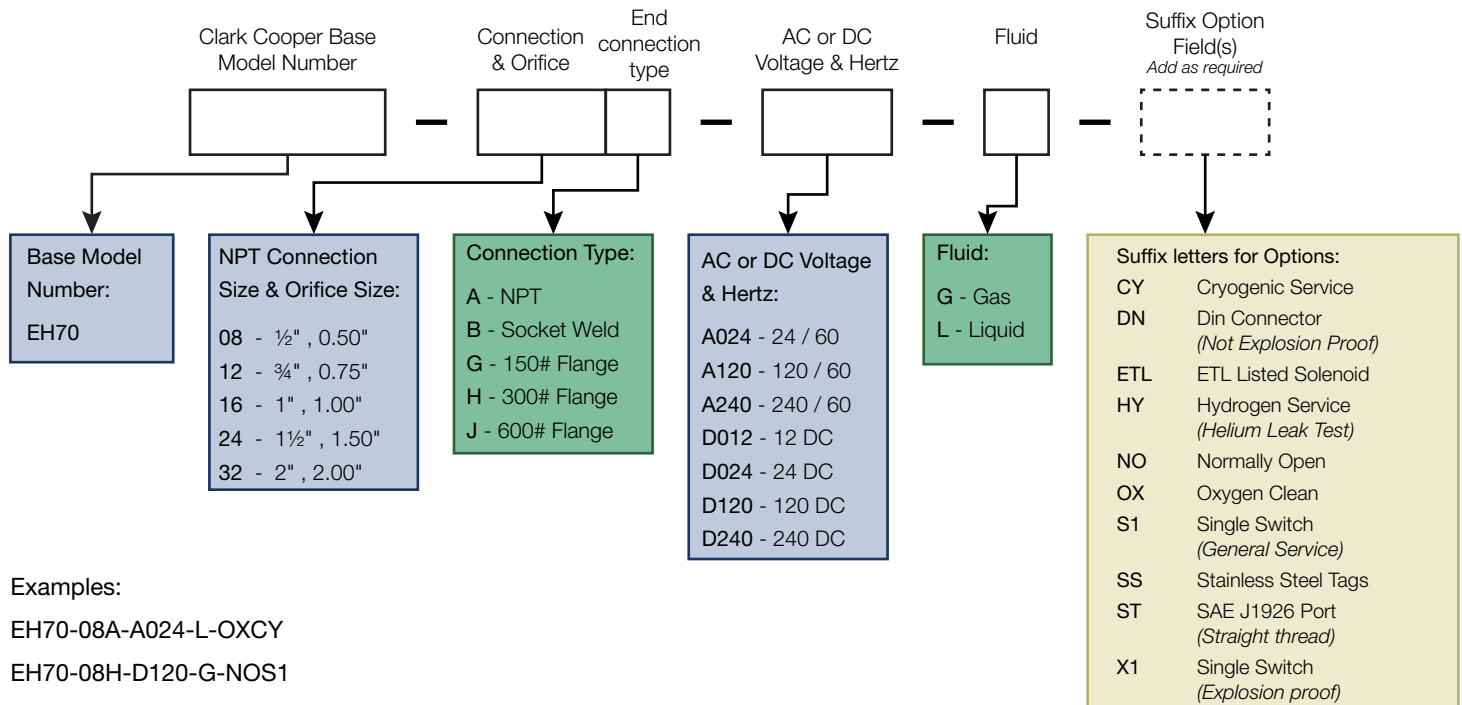 Clark Cooper Base
Model Number
Connection
& Orifice
End
connection
type
AC or DC
Voltage & Hertz
Fluid
Suffix Option
Field(s)
Add as required
Base Model
Number:
EH70
NPT Connection
Size & Orifice Size:
08 - ½" , 0.50"
12 - ¾" , 0.75"
16 - 1" , 1.00"
24 - 1½" , 1.50"
32 - 2" , 2.00"
Connection Type:
A - NPT
B - Socket Weld
G - 150# Flange
H - 300# Flange
J - 600# Flange
AC or DC Voltage
& Hertz:
A024 - 24 / 60
A120 - 120 / 60
A240 - 240 / 60
D012 - 12 DC
D024 - 24 DC
D120 - 120 DC
D240 - 240 DC
Fluid:
G - Gas
L - Liquid
Suffix letters for Options:
CY Cryogenic Service
DN Din Connector
(Not Explosion Proof)
ETL ETL Listed Solenoid
HY Hydrogen Service
(Helium Leak Test)
NO Normally Open
OX Oxygen Clean
S1 Single Switch
(General Service)
SS Stainless Steel Tags
ST SAE J1926 Port
(Straight thread)
X1 Single Switch
(Explosion proof)
Examples:
EH70-08A-A024-L-OXCY
EH70-08H-D120-G-NOS1